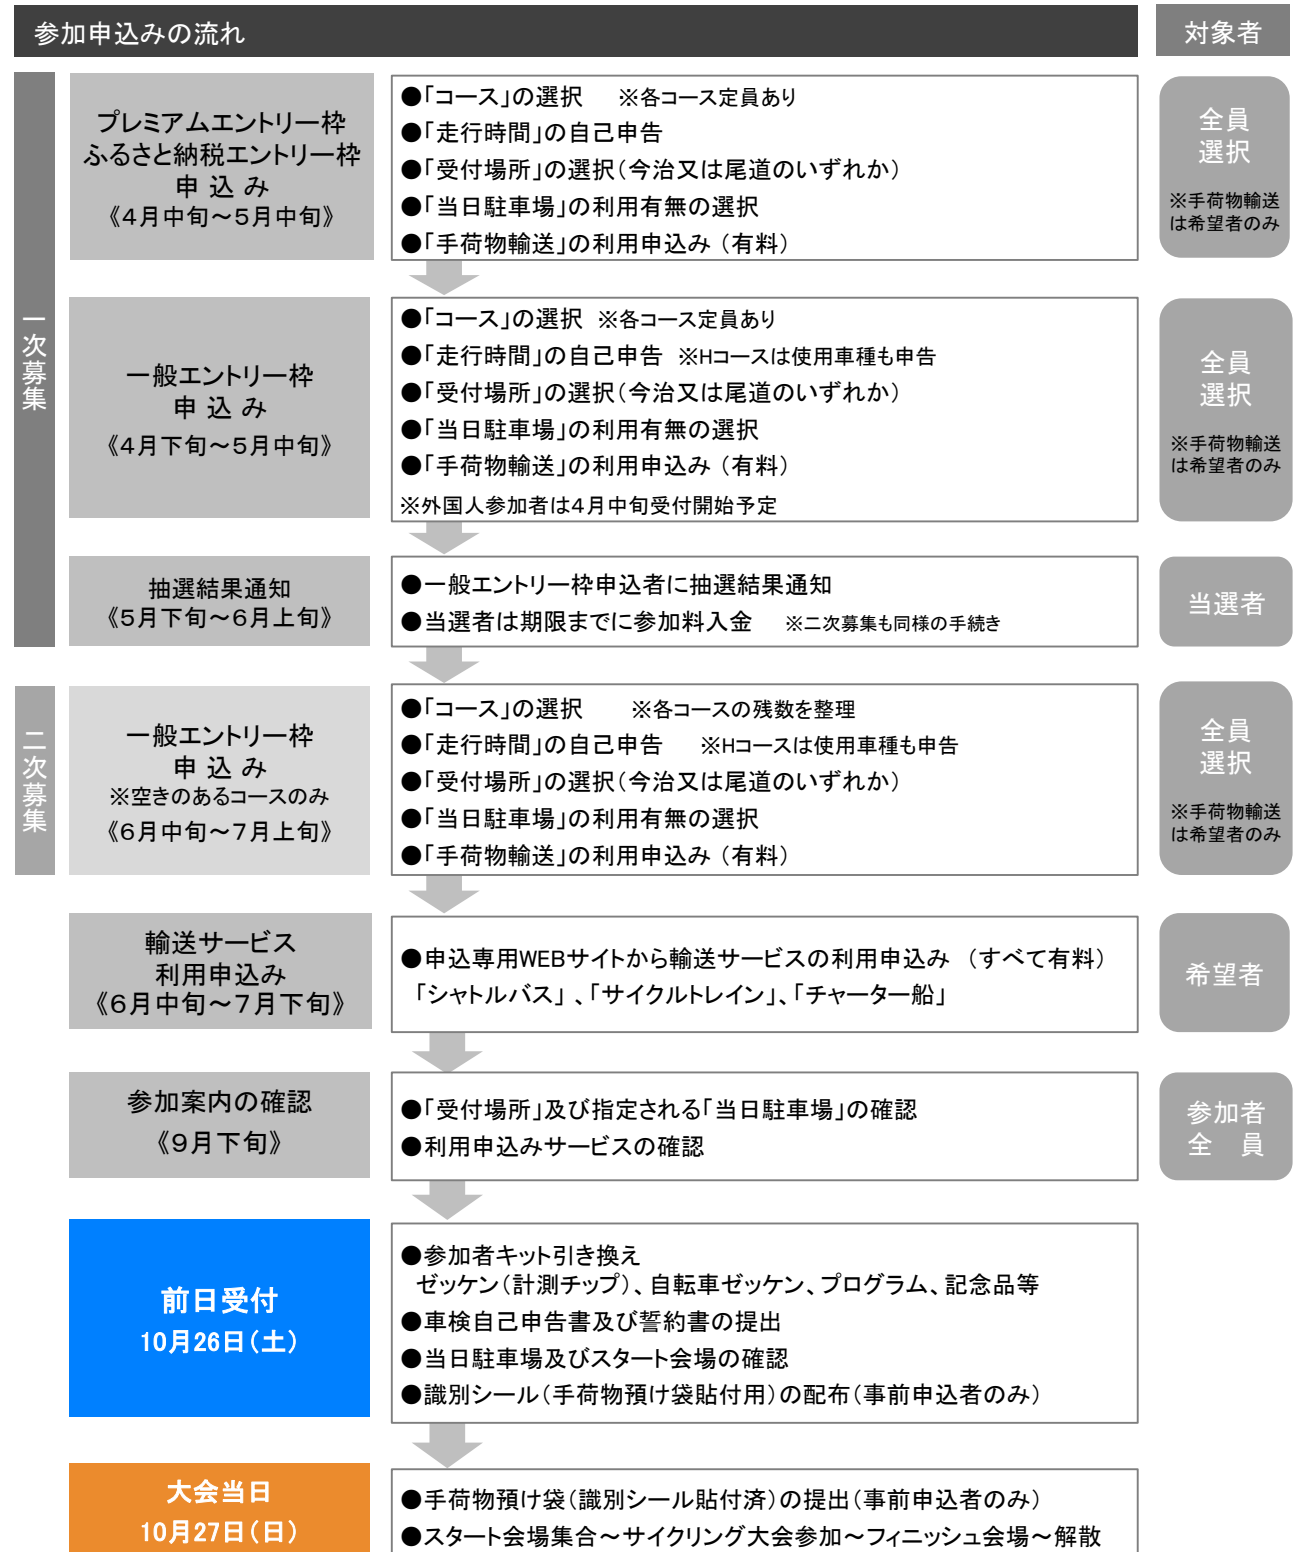 参加申込みの流れ
対象者
一次募集
プレミアムエントリー枠
ふるさと納税エントリー枠
申 込 み
《4月中旬～5月中旬》
●「コース」の選択　※各コース定員あり
●「走行時間」の自己申告
●「受付場所」の選択（今治又は尾道のいずれか）
●「当日駐車場」の利用有無の選択
●「手荷物輸送」の利用申込み（有料）
全員
選択
※手荷物輸送
は希望者のみ
一般エントリー枠
申 込 み
《4月下旬～5月中旬》
●「コース」の選択 ※各コース定員あり
●「走行時間」の自己申告 ※Hコースは使用車種も申告
●「受付場所」の選択（今治又は尾道のいずれか）
●「当日駐車場」の利用有無の選択
●「手荷物輸送」の利用申込み（有料）
※外国人参加者は4月中旬受付開始予定
全員
選択
※手荷物輸送
は希望者のみ
抽選結果通知
《5月下旬～6月上旬》
●一般エントリー枠申込者に抽選結果通知
●当選者は期限までに参加料入金　※二次募集も同様の手続き
当選者
二次募集
一般エントリー枠
申 込 み
※空きのあるコースのみ
《6月中旬～7月上旬》
●「コース」の選択　※各コースの残数を整理
●「走行時間」の自己申告　※Hコースは使用車種も申告
●「受付場所」の選択（今治又は尾道のいずれか）
●「当日駐車場」の利用有無の選択
●「手荷物輸送」の利用申込み（有料）
全員
選択
※手荷物輸送
は希望者のみ
輸送サービス
利用申込み
《6月中旬～7月下旬》
●申込専用WEBサイトから輸送サービスの利用申込み （すべて有料）
「シャトルバス」、「サイクルトレイン」、「チャーター船」
希望者
参加案内の確認
《9月下旬》
●「受付場所」及び指定される「当日駐車場」の確認
●利用申込みサービスの確認
参加者
全　員
前日受付
10月26日（土）
●参加者キット引き換え
ゼッケン（計測チップ）、自転車ゼッケン、プログラム、記念品等
●車検自己申告書及び誓約書の提出
●当日駐車場及びスタート会場の確認
●識別シール（手荷物預け袋貼付用）の配布（事前申込者のみ）
大会当日
10月27日（日）
●手荷物預け袋（識別シール貼付済）の提出（事前申込者のみ）
●スタート会場集合～サイクリング大会参加～フィニッシュ会場～解散